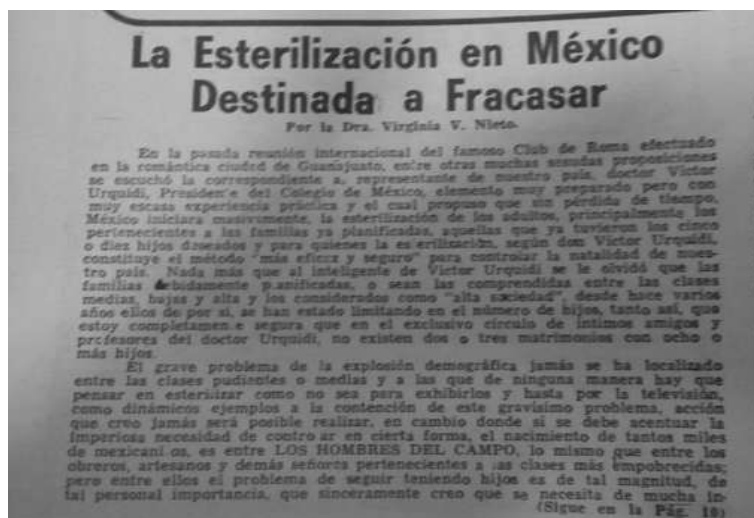 La Esterilización en México
Destinada a Fracasar
Por la Dra. Virginia V. Nieto.
En la pasada reunión internacional del famoso Club de Roma efectuado
en la romántica ciudad de Guanajuato, entre otras muchas sesudas proposiciones
se escuchó la correspondiente a. representante de nuestro país, doctor Víctor
Urquidi, Presiden e del Colegio de México, elemento muy preparado pero con
muy escasa experiencia práctica y el cual propuso que sin pérdida de tiempo,
México iniciara masivamente, la esterilización de los adultos, principalmente los
pertenecientes a las familias ya planificadas, aquellas que ya tuvieron los cinco
o diez hijos dzseados y para quienes la es erilización, según don Víctor Urquidi,
constituye el método "más eficaz y seguro" para controlar la natalidad de nues-
tro país. Nada más que al inteligente de Víctor Urquidi se le olvidó que las
familias debidamente p anificadas, o sean las comprendidas entre las clases
medias, bajas y alta y los considerados como "alta sociedad", desde hace varios
años ellos de por sí, se han estado limitando en el número de hijos, tanto así, que
estoy completamen e segura que en el exclusivo círculo de íntimos amigos y
profesores del doctor Urquidi, no existen dos o tres matrimonios con ocho o
más hijos.
El grave problema de la explosión demográfica jamás se ha localizado
entre las clases pudientes o medias y a las que de ninguna manera hay que
pensar en esterilizar como no sea para exhibirlos y hasta por la televisión,
como dinámicos ejemplos a la contención de este gravísimo problema, acción
que creo jamás será posible realizar, en cambio donde sí se debe acentuar la
imperiosa necesidad de contro ar en cierta forma, el nacimiento de tantos miles
de mexicani os, es entre LOS HOMBRES DEL CAMPO, lo mismo que entre los
obreros, artesanos y demás señores pertenecientes a las clases más empobrecidas;
pero entre ellos el problema de seguir teniendo hijos es de tal magnitud, de
tal personal importancia, que sinceramente creo que se necesita de mucha in-
(Sigue en la Pág. 10)